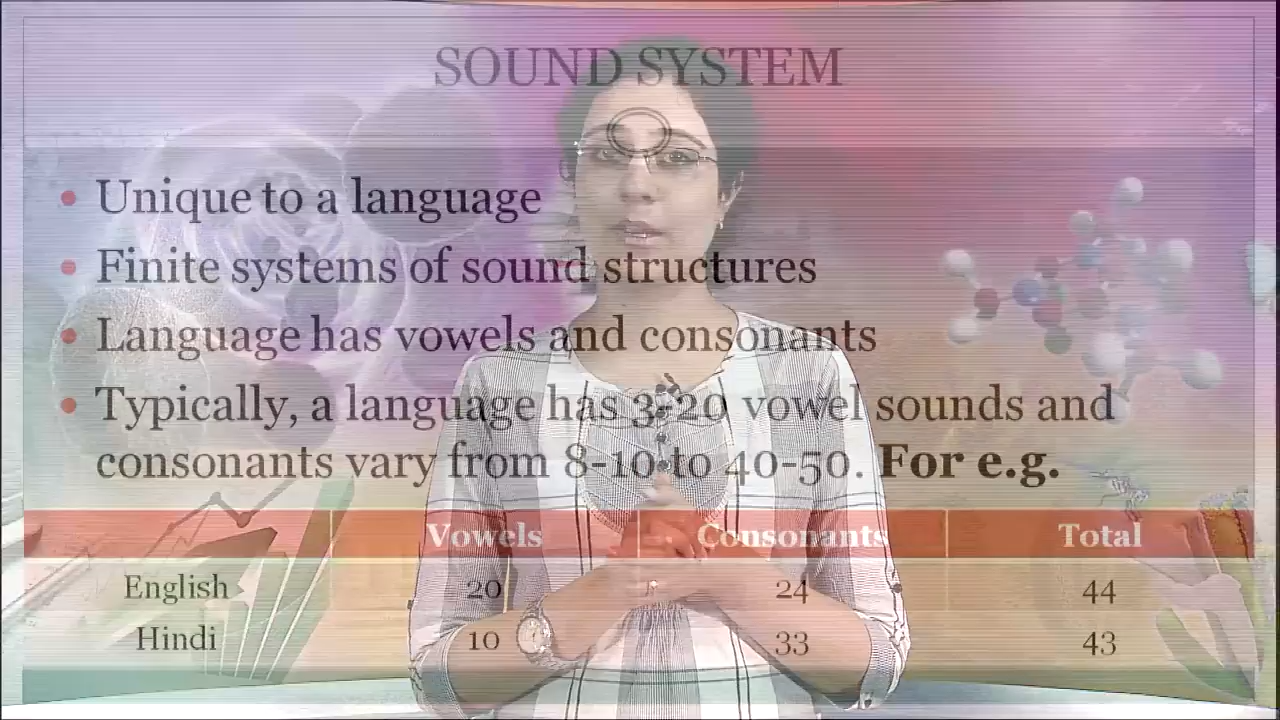 SOUND SYSTEM
• Unique to a language
• Finite systems of sound structures
• Language has vowels and consonants
• Typically, a language has 3-20 vowel sounds and
consonants vary from 8-10 to 40-50. For e.g.
Vowels Consonants Total
English 20 24 44
Hindi 10 33 43